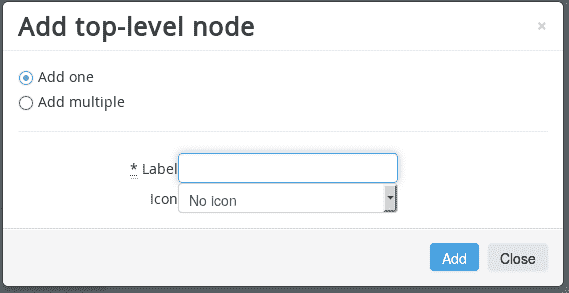 Add top-level node ×
Add one
Add multiple
* Label
Icon No icon
Add Close